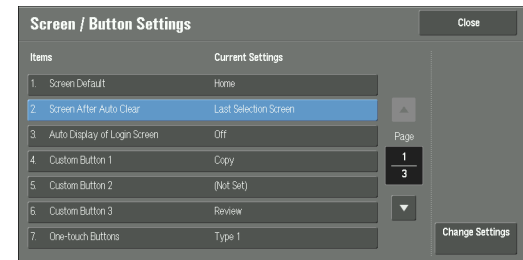 Screen / Button Settings
Close
Items Current Settings
1. Screen Default Home
2. Screen After Auto Clear Last Selection Screen
3. Auto Display of Login Screen Off
Page
4. Custom Button 1 Copy
1
3
5. Custom Button 2 (Not Set)
6. Custom Button 3 Review
7. One-touch Buttons Type 1
Change Settings